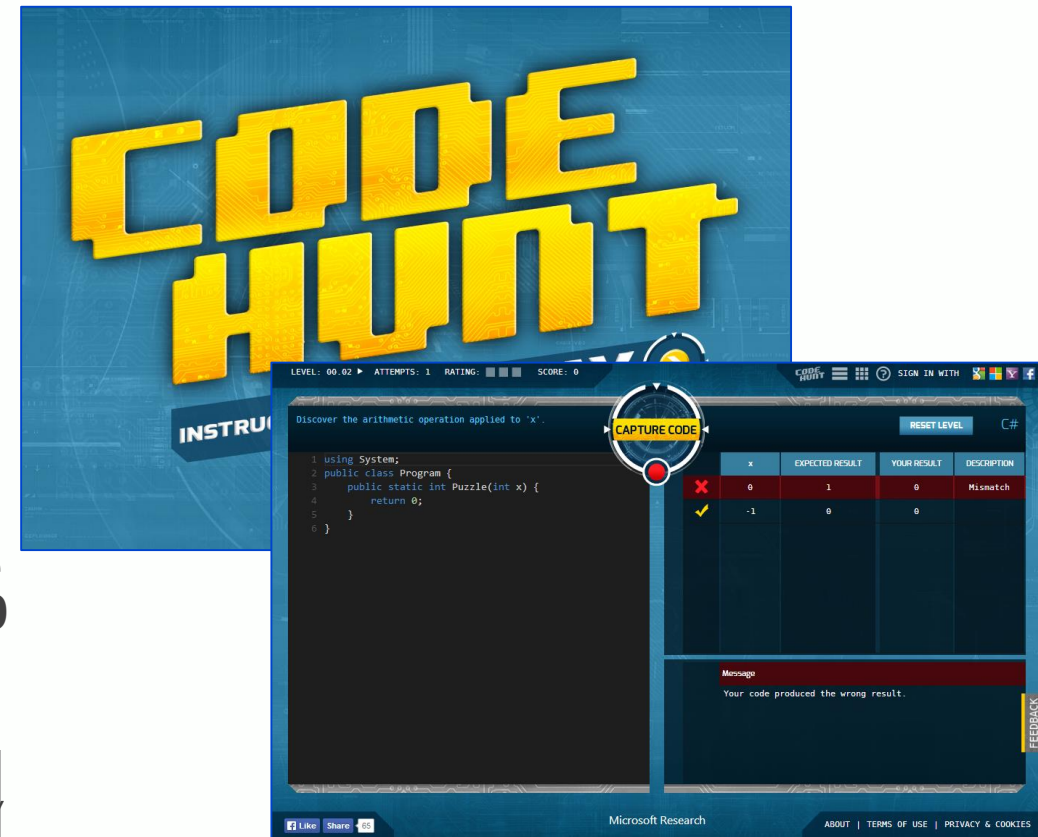 CODE
HUNT
INSTRU
LEVEL: 00.02 ▶ ATTEMPTS: 1 RATING: SCORE: 0
CODE HUNT ? SIGN IN WITH
Discover the arithmetic operation applied to 'x'.
CAPTURE CODE
RESET LEVEL C#
1 using System;
2 public class Program {
3 public static int Puzzle(int x) {
4 return 0;
5 }
6 }
x EXPECTED RESULT YOUR RESULT DESCRIPTION
0 1 0 Mismatch
-1 0 0
Message
Your code produced the wrong result.
FEEDBACK
Like Share 65
Microsoft Research
ABOUT | TERMS OF USE | PRIVACY & COOKIES